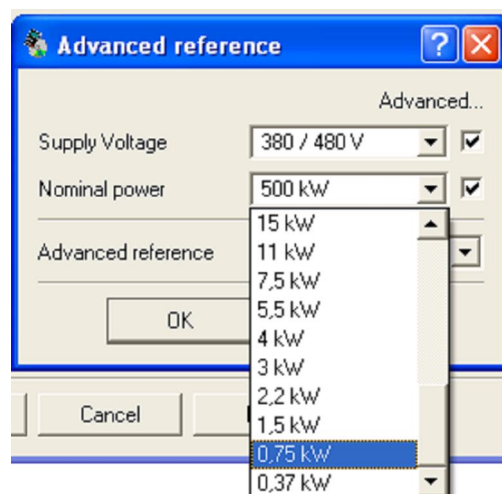 Advanced reference
Advanced...
Supply Voltage 380 / 480 V
Nominal power 500 kW
15 kW
Advanced reference 11 kW
7,5 kW
OK 5,5 kW
4 kW
3 kW
Cancel 2,2 kW
1,5 kW
0,75 kW
0,37 kW